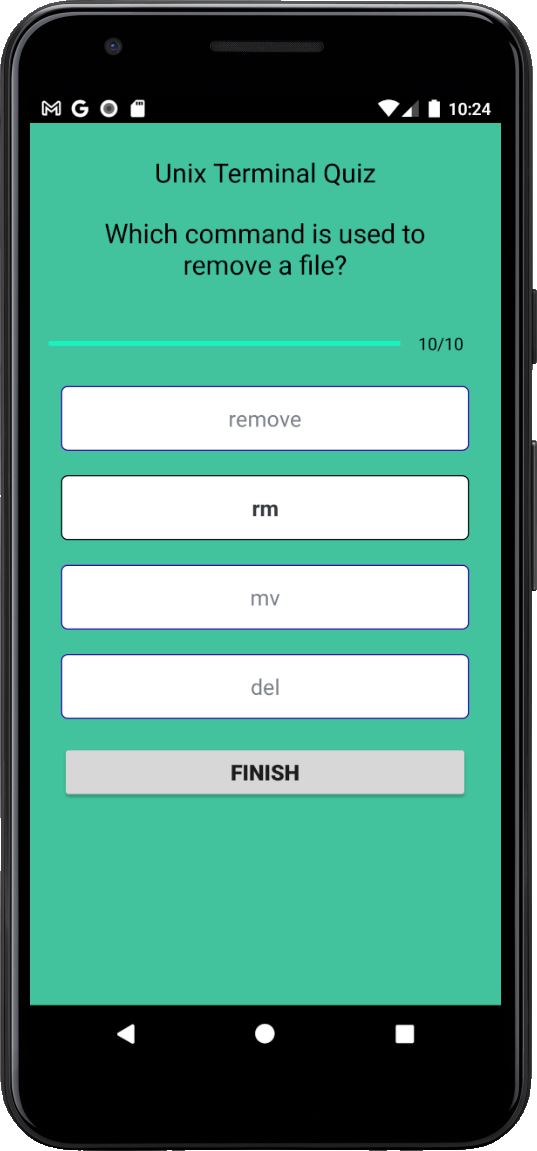 10:24
Unix Terminal Quiz
Which command is used to
remove a file?
10/10
remove
rm
mv
del
FINISH